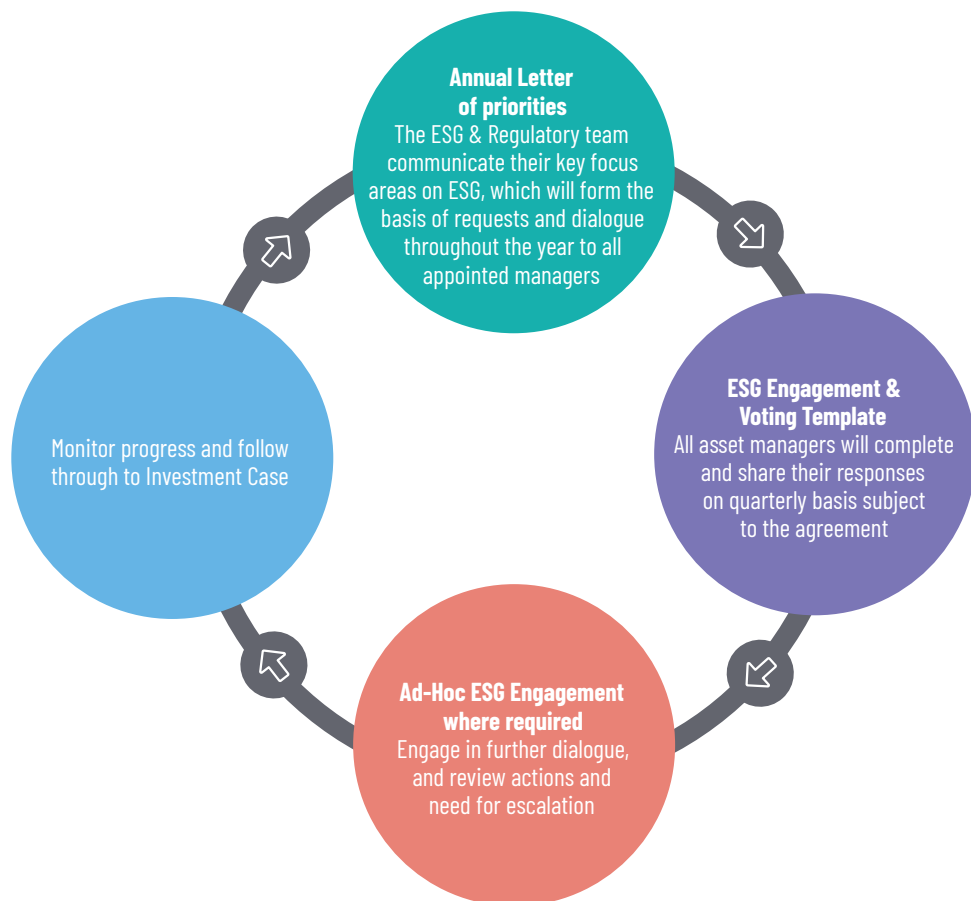 Annual Letter
of priorities
The ESG & Regulatory team
communicate their key focus
areas on ESG, which will form the
basis of requests and dialogue
throughout the year to all
appointed managers
ESG Engagement &
Voting Template
All asset managers will complete
and share their responses
on quarterly basis subject
to the agreement
Ad-Hoc ESG Engagement
where required
Engage in further dialogue,
and review actions and
need for escalation
Monitor progress and follow
through to Investment Case